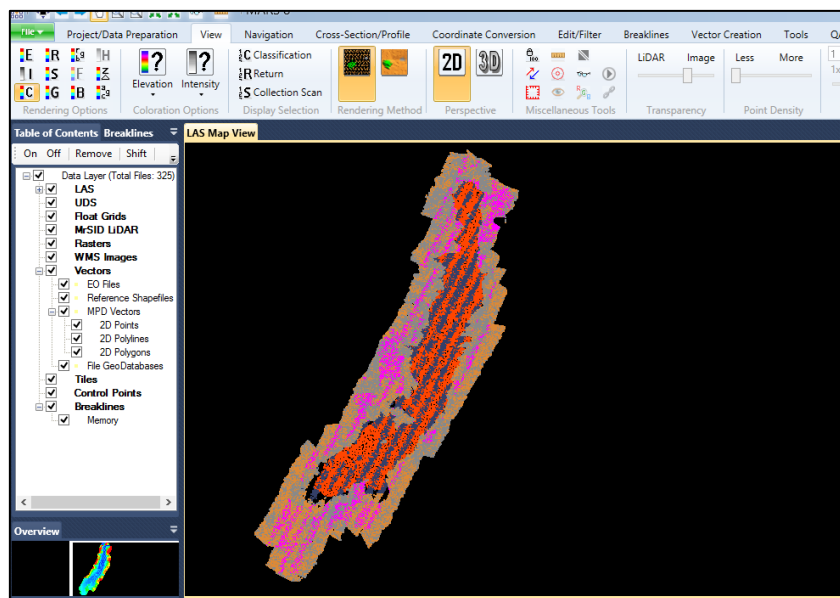 File
Project/Data Preparation View Navigation Cross-Section/Profile Coordinate Conversion Edit/Filter Breaklines Vector Creation Tools
E R H C Classification LiDAR Image Less More 1
I S F Z R Return 1x
C G B Elevation Intensity S Collection Scan 2D 3D
Rendering Options Coloration Options Display Selection Rendering Method Perspective Miscellaneous Tools Transparency Point Density
Table of Contents Breaklines LAS Map View
On Off Remove Shift
Data Layer (Total Files: 325)
LAS
UDS
Float Grids
MrSID LiDAR
Rasters
WMS Images
Vectors
EO Files
Reference Shapefiles
MPD Vectors
2D Points
2D Polylines
2D Polygons
File GeoDatabases
Tiles
Control Points
Breaklines
Memory
Overview